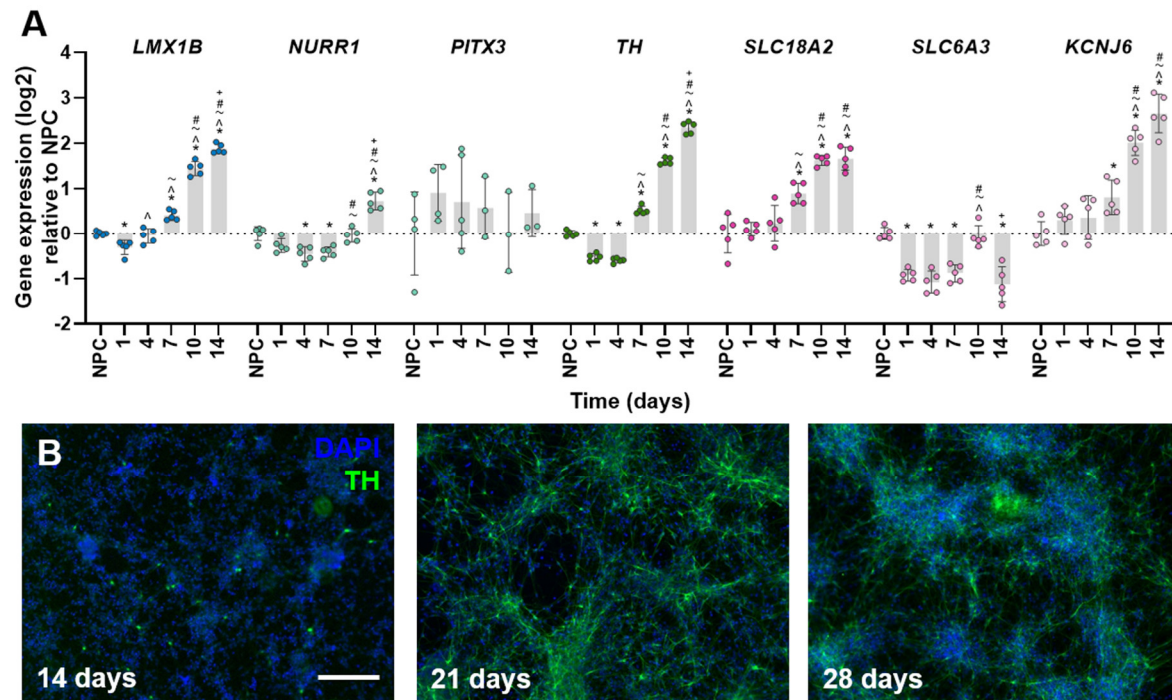 A
LMX1B NURR1 PITX3 TH SLC18A2 SLC6A3 KCNJ6
Gene expression (log2)
relative to NPC
4
3
2
1
0
-1
-2
* ^ *^~ *^~# *^~#+
* * #~ *^~#+
* * *^~ *^~# *^~#+
*^~ *^~# *^~#
* * * ^~# *+
* *^~# *^~#
NPC 1 4 7 10 14 NPC 1 4 7 10 14 NPC 1 4 7 10 14 NPC 1 4 7 10 14 NPC 1 4 7 10 14 NPC 1 4 7 10 14 NPC 1 4 7 10 14
Time (days)
B
DAPI
TH
14 days 21 days 28 days